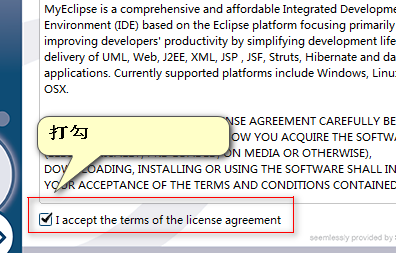 MyEclipse is a comprehensive and affordable Integrated Developme
Environment (IDE) based on the Eclipse platform focusing primarily
improving developers' productivity by simplifying development life
delivery of UML, Web, J2EE, XML, JSP , JSF, Struts, Hibernate and da
applications. Currently supported platforms include Windows, Linu
OSX.
NSE AGREEMENT CAREFULLY BE
OW YOU ACQUIRE THE SOFTWA
ON MEDIA OR OTHERWISE),
打勾
DOWNLOADING, INSTALLING OR USING THE SOFTWARE SHALL IN
YOUR ACCEPTANCE OF THE TERMS AND CONDITIONS CONTAINED
I accept the terms of the license agreement
seemlessly provided by